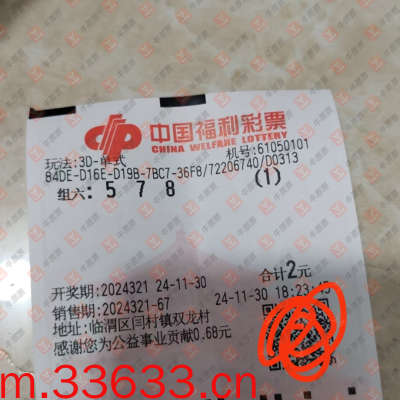 中国福利彩票
CHINA WELFARE LOTTERY
玩法:3D-单式 机号:61050101
84DE-D16E-D19B-7BC7-36F8/72206740/D0313
组六: 5 7 8 (1)
开奖期:2024321 24-11-30 合计2元
销售期:2024321-67 24-11-30 18:23:
地址:临渭区闫村镇双龙村
感谢您为公益事业贡献0.68元
m.33633.cn